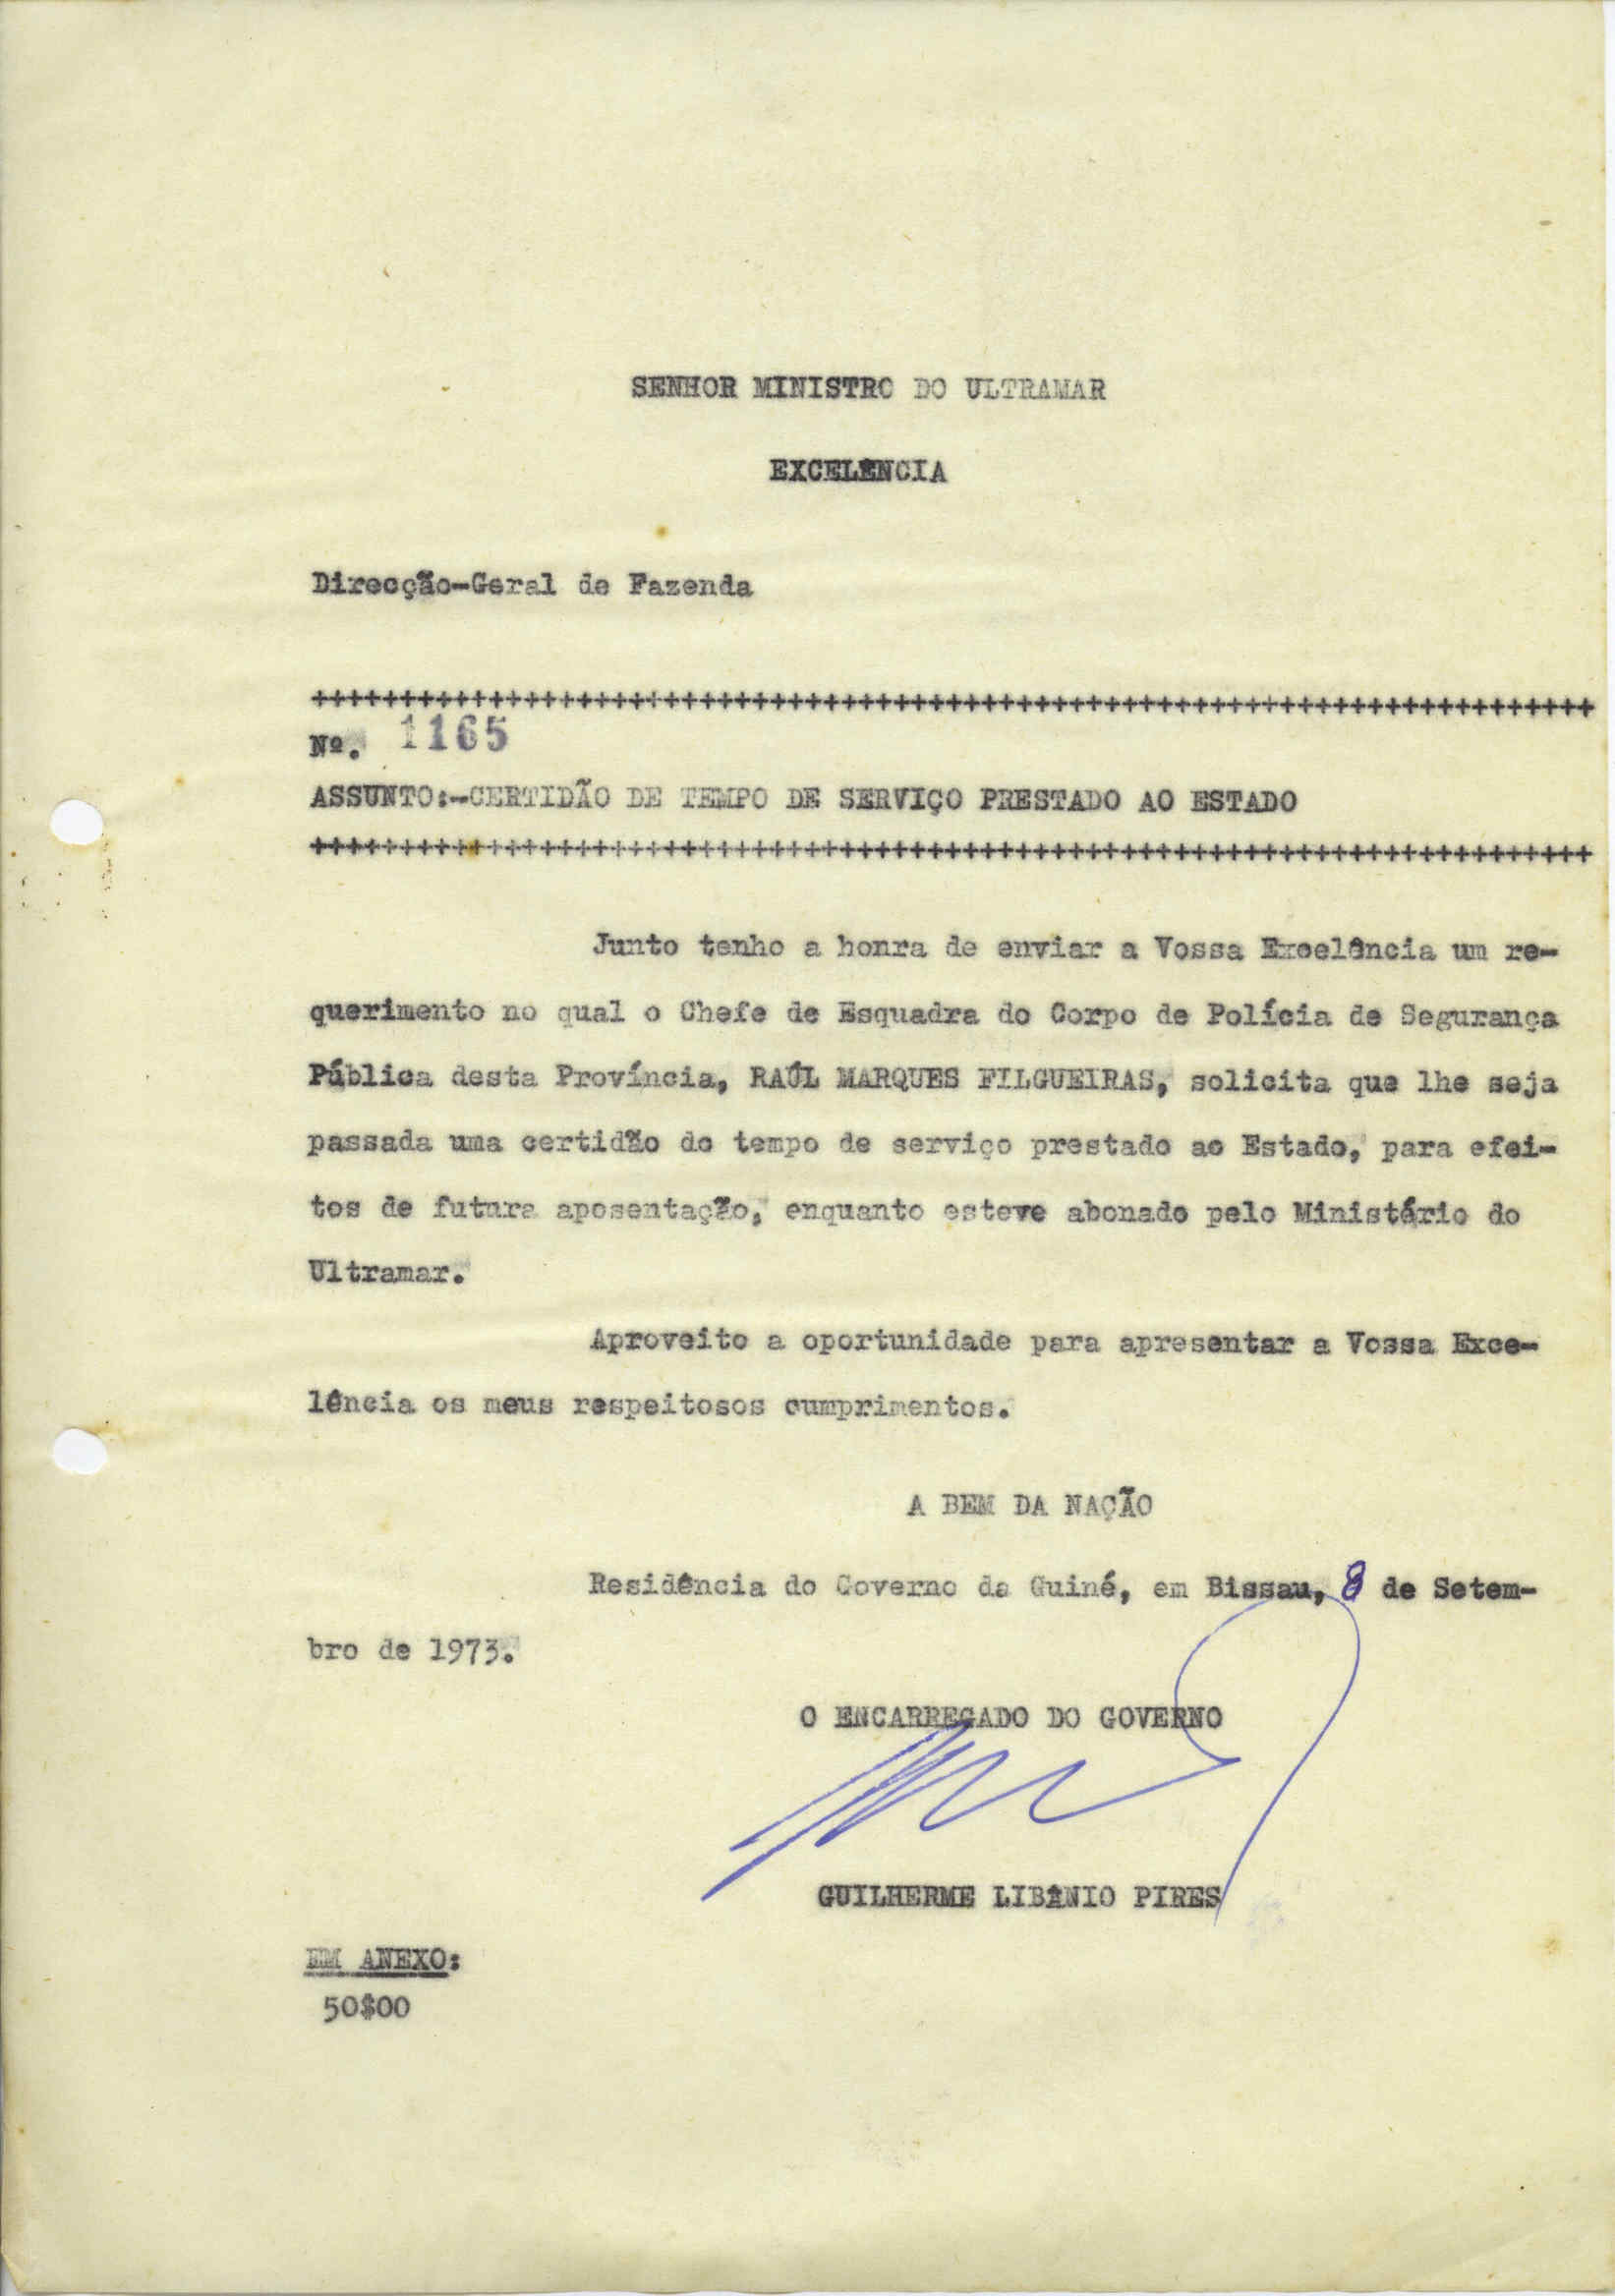 SENHOR MINISTRO DO ULTRAMAR
EXCELÊNCIA
Direcção-Geral de Fazenda
+++++++++++++++++++++++++++++++++++++++++++++++++++++++++++++++++++++++
Nº. 1165
ASSUNTO:-CERTIDÃO DE TEMPO DE SERVIÇO PRESTADO AO ESTADO
+++++++++++++++++++++++++++++++++++++++++++++++++++++++++++++++++++++++
Junto tenho a honra de enviar a Vossa Excelência um re-
querimento no qual o Chefe de Esquadra do Corpo de Polícia de Segurança
Pública desta Província, RAÚL MARQUES FILGUEIRAS, solicita que lhe seja
passada uma certidão do tempo de serviço prestado ao Estado, para efei-
tos de futura aposentação, enquanto esteve abonado pelo Ministério do
Ultramar.
Aproveito a oportunidade para apresentar a Vossa Exce-
lência os meus respeitosos cumprimentos.
A BEM DA NAÇÃO
Residência do Governo da Guiné, em Bissau, 8 de Setem-
bro de 1973.
O ENCARREGADO DO GOVERNO
GUILHERME LIBÂNIO PIRES
EM ANEXO:
50$00